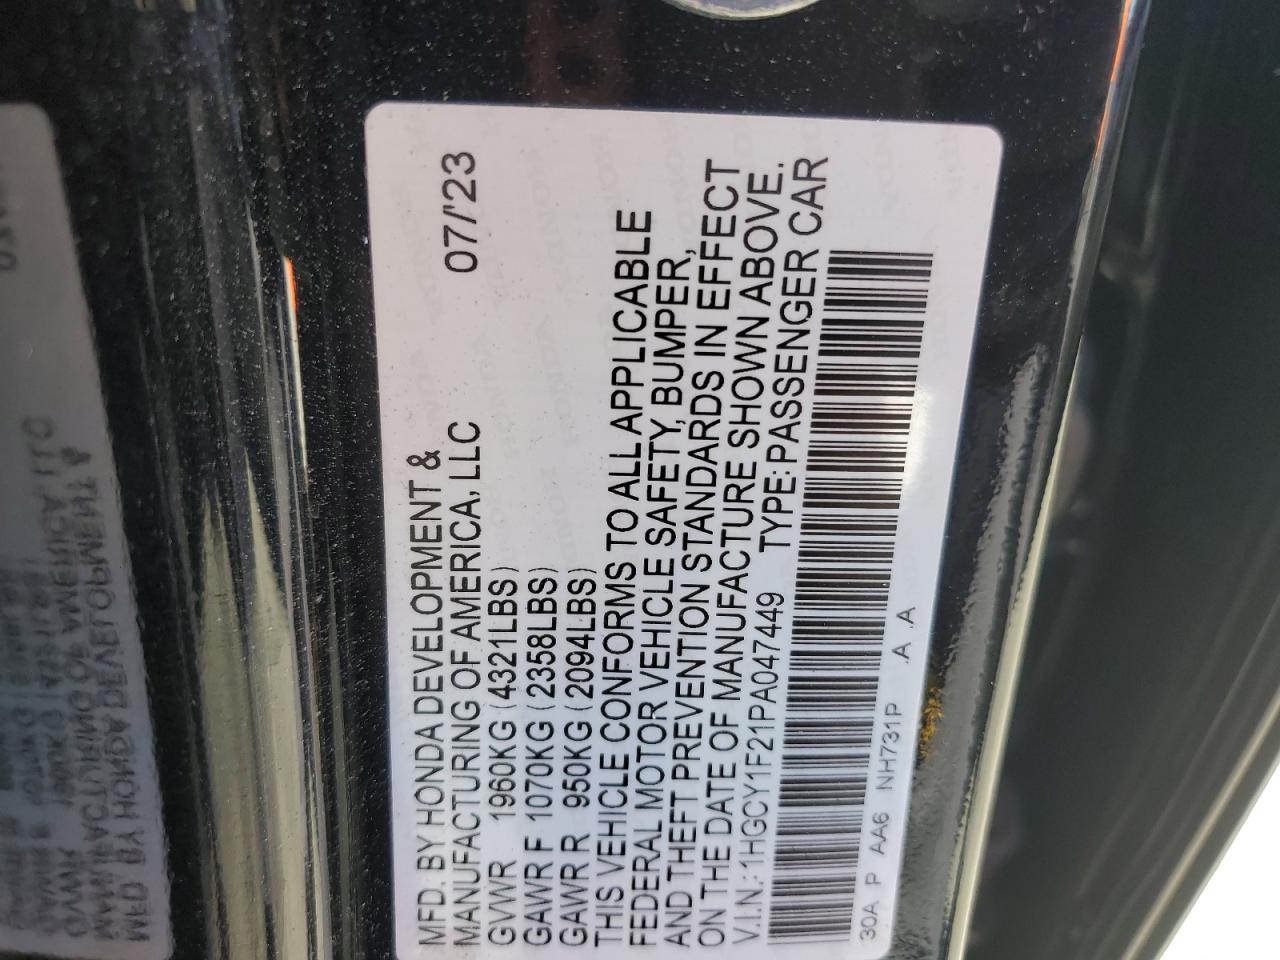 MFD. BY HONDA DEVELOPMENT &
MANUFACTURING OF AMERICA, LLC 07/'23
GVWR 1960KG (4321LBS)
GAWR F 1070KG (2358LBS)
GAWR R 950KG (2094LBS)
THIS VEHICLE CONFORMS TO ALL APPLICABLE
FEDERAL MOTOR VEHICLE SAFETY, BUMPER,
AND THEFT PREVENTION STANDARDS IN EFFECT
ON THE DATE OF MANUFACTURE SHOWN ABOVE.
V.I.N.: 1HGCY1F21PA047449 TYPE: PASSENGER CAR
30A P AA6 NH731P .A .A